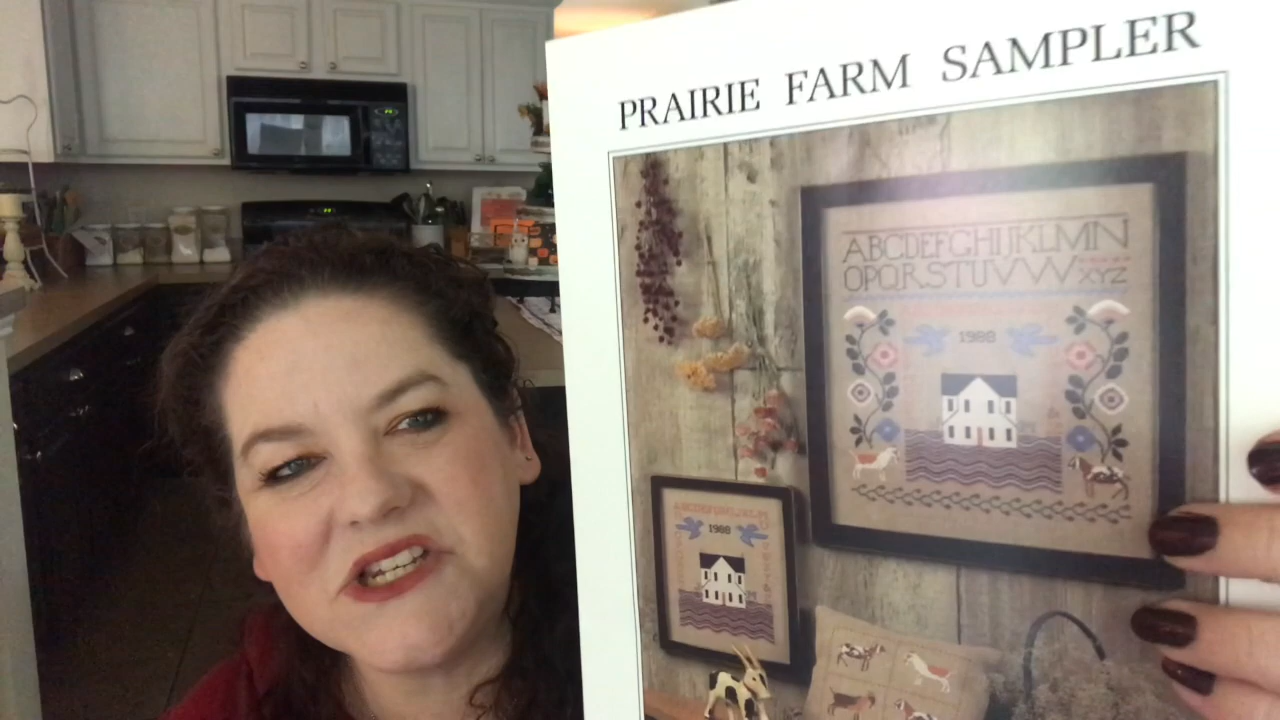 PRAIRIE FARM SAMPLER
ABCDEFGHIJKLMN
OPQRSTUVWXYZ
1988
1988